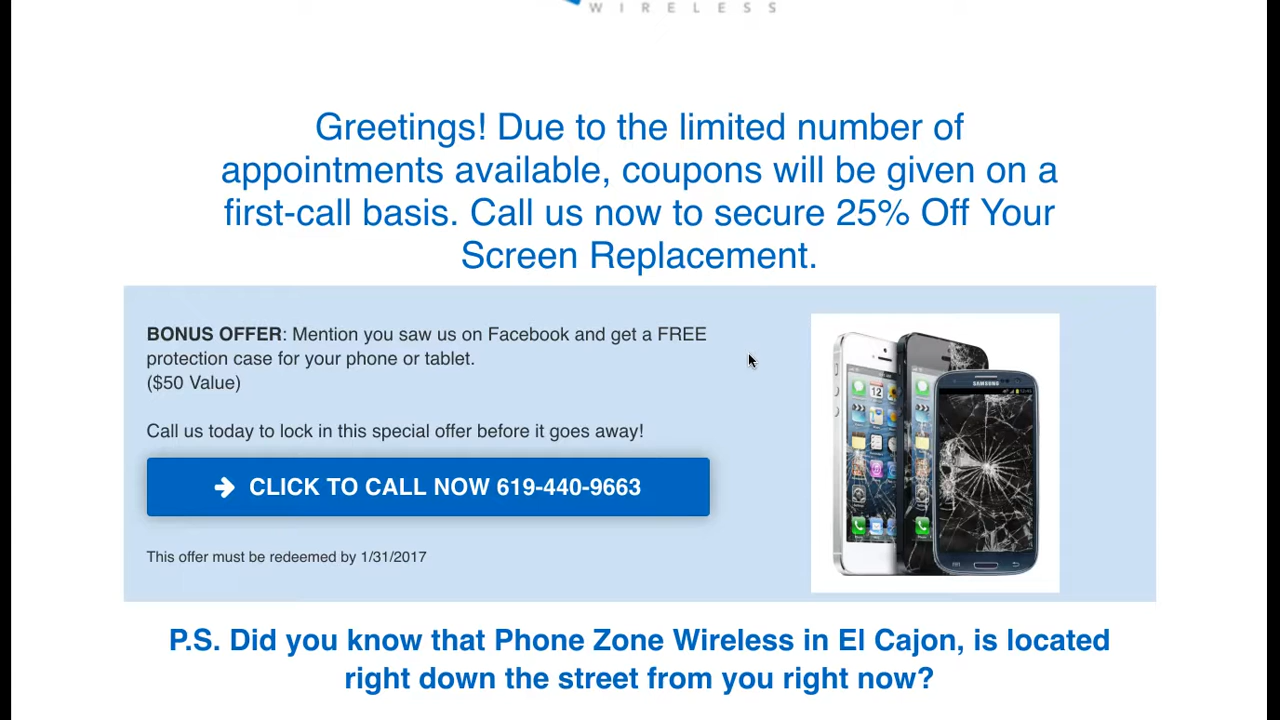 WIRELESS
Greetings! Due to the limited number of
appointments available, coupons will be given on a
first-call basis. Call us now to secure 25% Off Your
Screen Replacement.
BONUS OFFER: Mention you saw us on Facebook and get a FREE
protection case for your phone or tablet.
($50 Value)
Call us today to lock in this special offer before it goes away!
CLICK TO CALL NOW 619-440-9663
This offer must be redeemed by 1/31/2017
SAMSUNG
12
P.S. Did you know that Phone Zone Wireless in El Cajon, is located
right down the street from you right now?